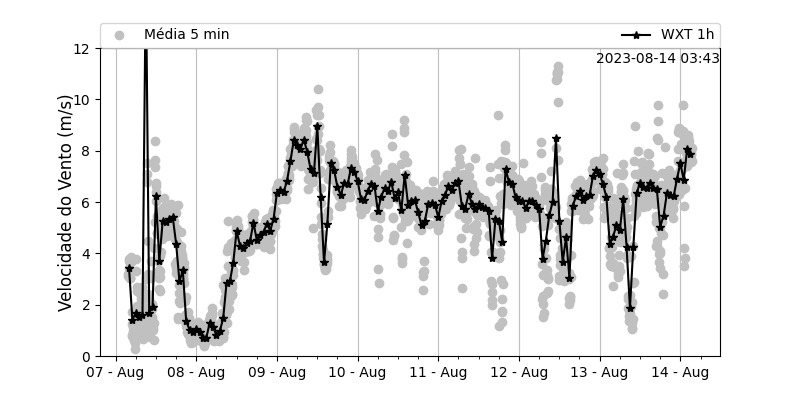 Média 5 min
WXT 1h
2023-08-14 03:43
Velocidade do Vento (m/s)
12
10
8
6
4
2
0
07 - Aug 08 - Aug 09 - Aug 10 - Aug 11 - Aug 12 - Aug 13 - Aug 14 - Aug